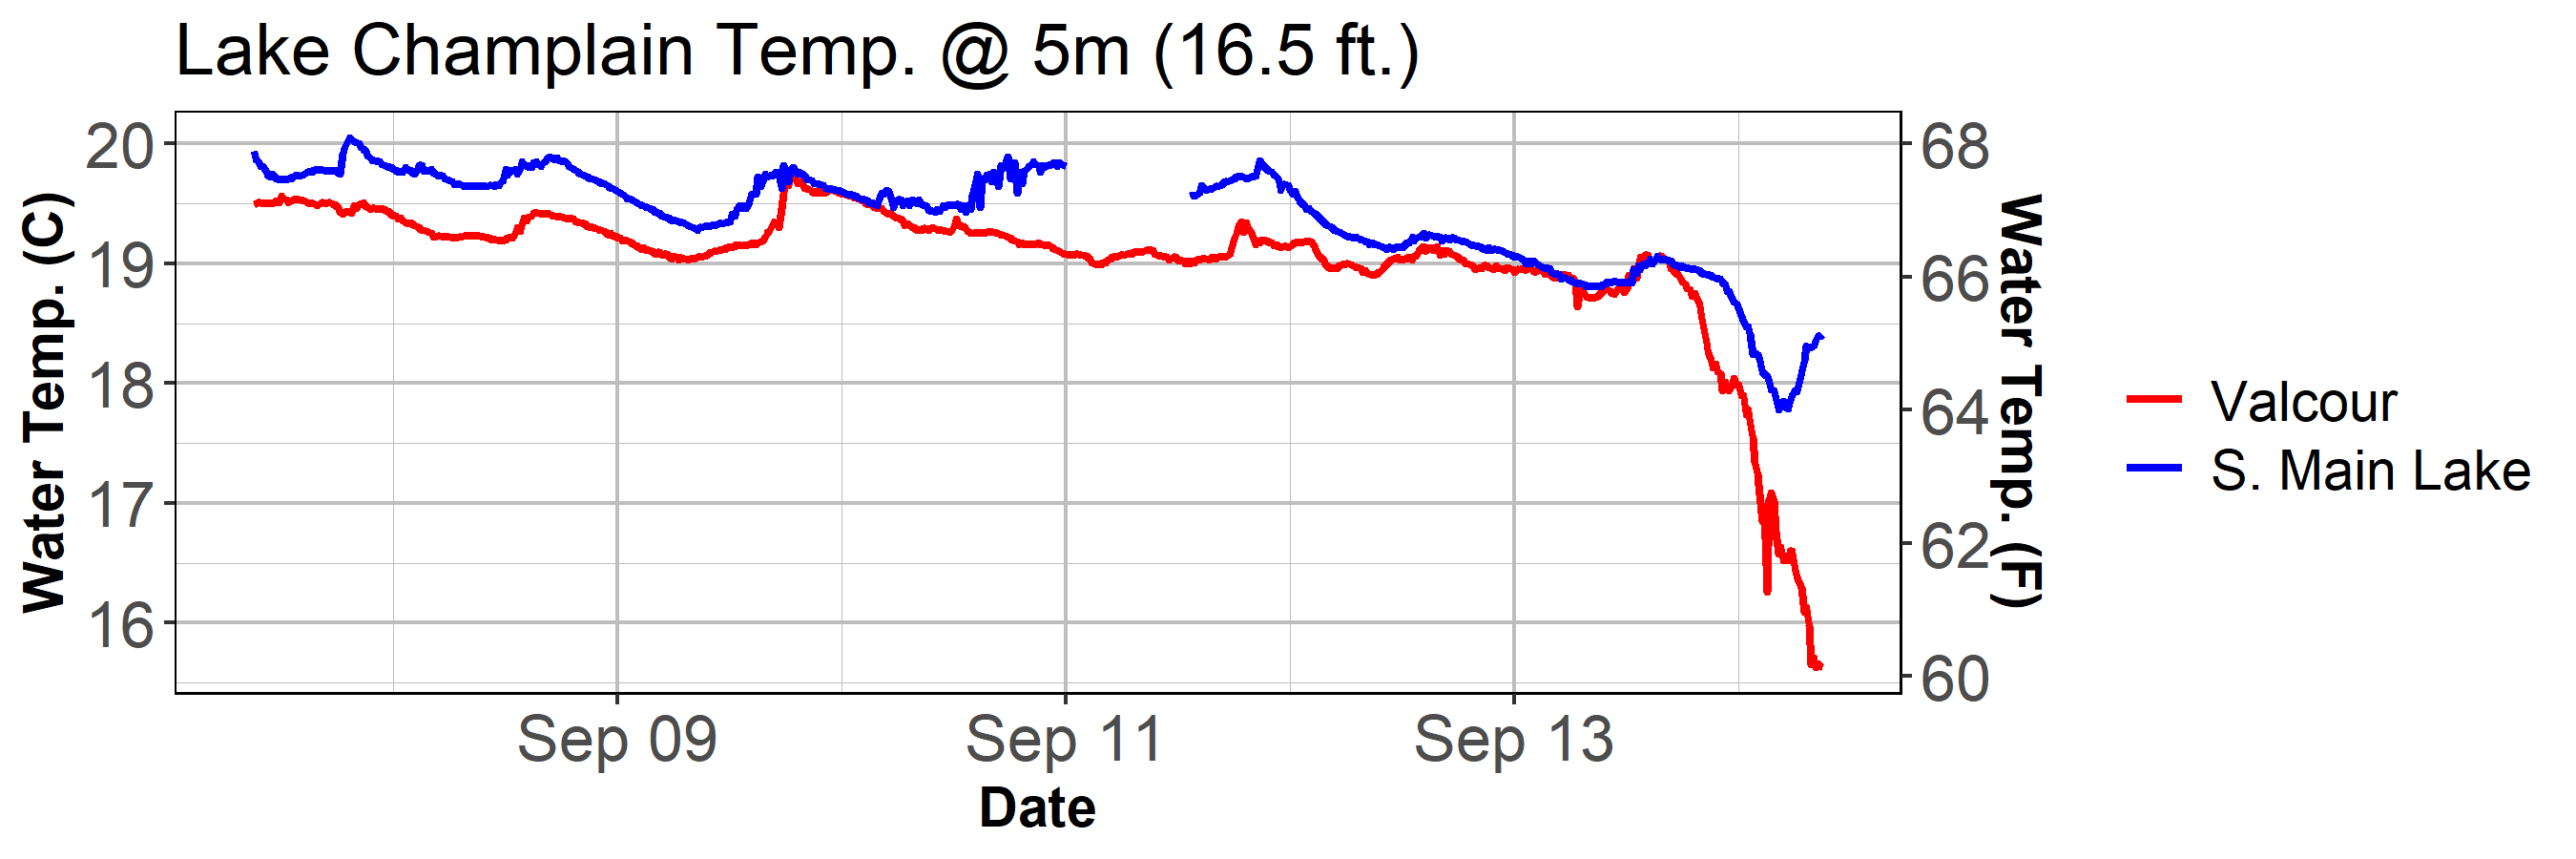 Lake Champlain Temp. @ 5m (16.5 ft.)
Water Temp. (C)
20
19
18
17
16
68
66
64
62
60
Water Temp. (F)
Sep 09
Sep 11
Sep 13
Date
Valcour
S. Main Lake